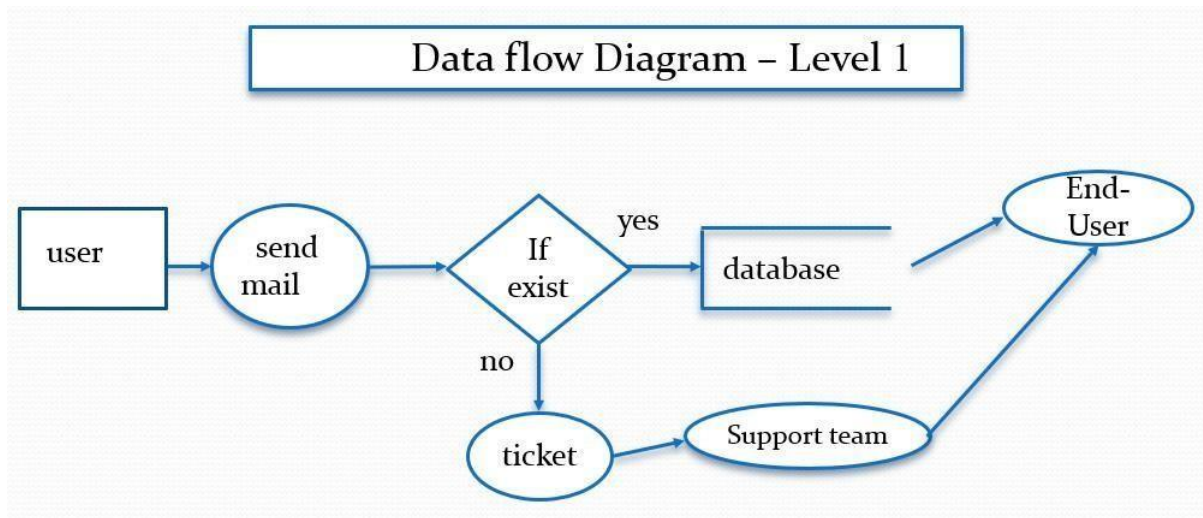 Data flow Diagram – Level 1
user
send
mail
If
exist
yes
database
End-
User
no
ticket
Support team